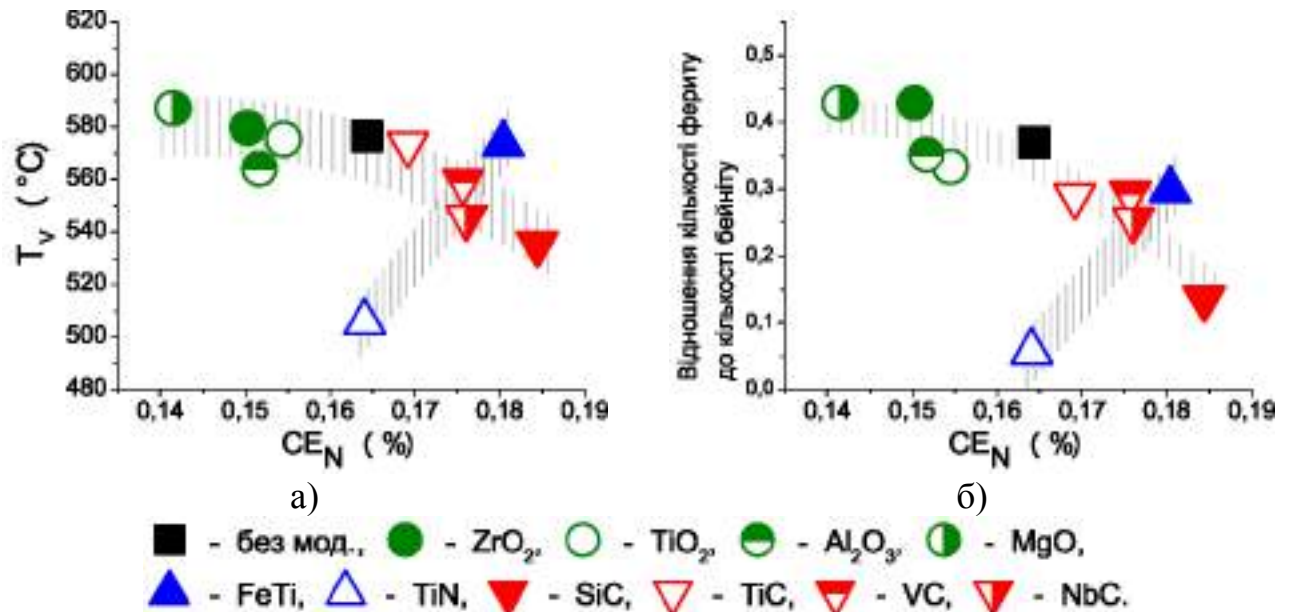 620
600
580
560
540
520
500
480
T_v ( °C)
0,14 0,15 0,16 0,17 0,18 0,19
CE_N ( %)
а)
0,5
0,4
0,3
0,2
0,1
0,0
Відношення кількості фериту
до кількості бейніту
0,14 0,15 0,16 0,17 0,18 0,19
CE_N ( %)
б)
- без мод., - ZrO₂, - TiO₂, - Al₂O₃, - MgO,
- FeTi, - TiN, - SiC, - TiC, - VC, - NbC.